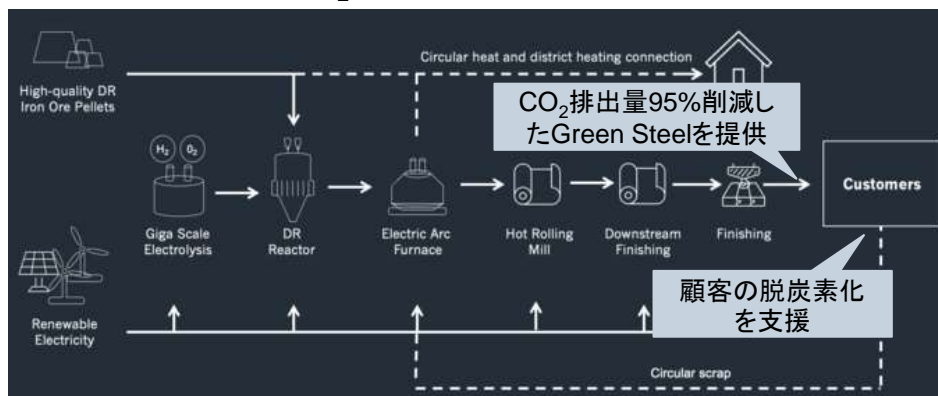 Circular heat and district heating connection
High-quality DR
Iron Ore Pellets
CO₂排出量95%削減し
たGreen Steelを提供
H₂
O₂
Customers
Giga Scale
Electrolysis
DR
Reactor
Electric Arc
Furnace
Hot Rolling
Mill
Downstream
Finishing
Finishing
顧客の脱炭素化
を支援
Renewable
Electricity
Circular scrap